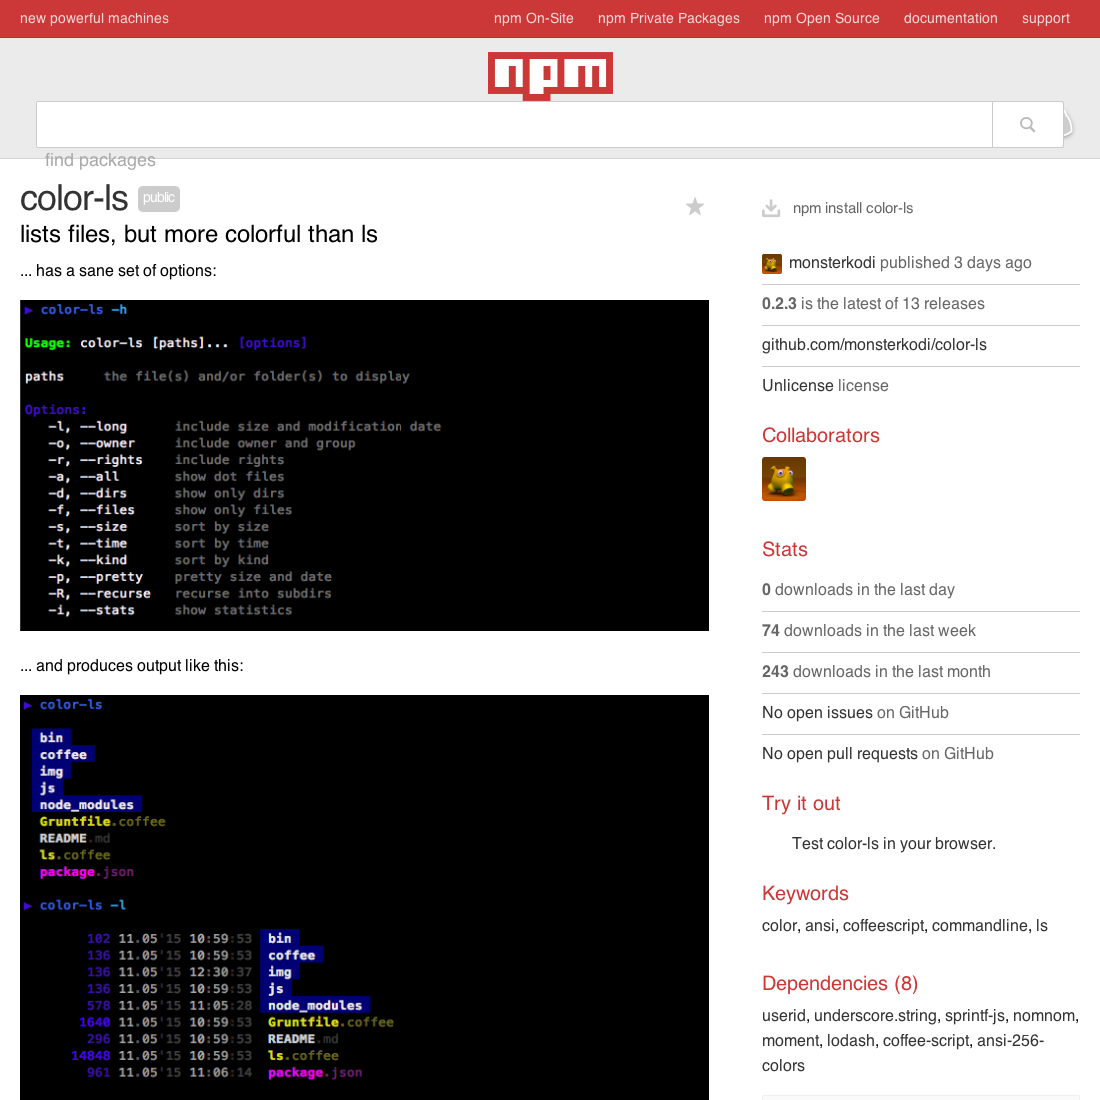 new powerful machines
npm On-Site npm Private Packages npm Open Source documentation support
npm
find packages
color-ls public
lists files, but more colorful than ls
... has a sane set of options:
▶ color-ls -h
Usage: color-ls [paths]... [options]
paths the file(s) and/or folder(s) to display
Options:
-l, --long include size and modification date
-o, --owner include owner and group
-r, --rights include rights
-a, --all show dot files
-d, --dirs show only dirs
-f, --files show only files
-s, --size sort by size
-t, --time sort by time
-k, --kind sort by kind
-p, --pretty pretty size and date
-R, --recurse recurse into subdirs
-i, --stats show statistics
... and produces output like this:
▶ color-ls
bin
coffee
img
js
node_modules
Gruntfile.coffee
README.md
ls.coffee
package.json
▶ color-ls -l
102 11.05'15 10:59:53 bin
136 11.05'15 10:59:53 coffee
136 11.05'15 12:30:37 img
136 11.05'15 10:59:53 js
578 11.05'15 11:05:28 node_modules
1640 11.05'15 10:59:53 Gruntfile.coffee
296 11.05'15 10:59:53 README.md
14848 11.05'15 10:59:53 ls.coffee
961 11.05'15 11:06:14 package.json
npm install color-ls
monsterkodi published 3 days ago
0.2.3 is the latest of 13 releases
github.com/monsterkodi/color-ls
Unlicense license
Collaborators
Stats
0 downloads in the last day
74 downloads in the last week
243 downloads in the last month
No open issues on GitHub
No open pull requests on GitHub
Try it out
Test color-ls in your browser.
Keywords
color, ansi, coffeescript, commandline, ls
Dependencies (8)
userid, underscore.string, sprintf-js, nomnom,
moment, lodash, coffee-script, ansi-256-
colors